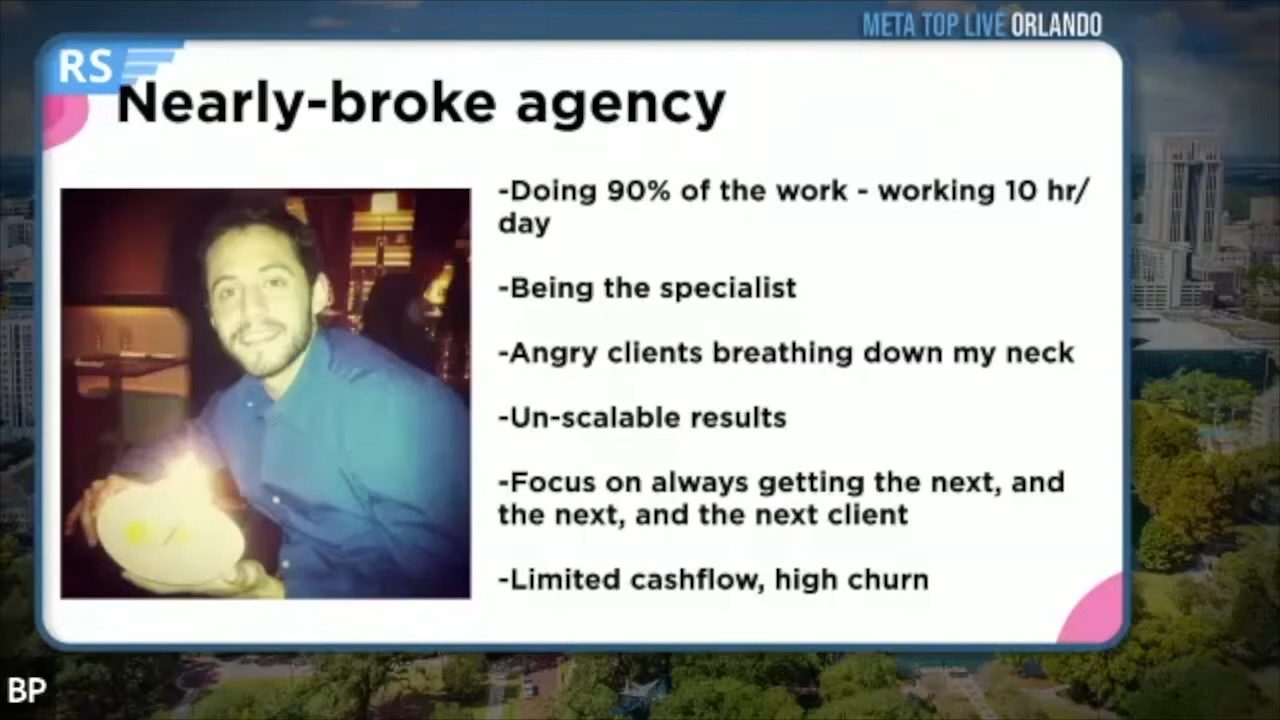 META TOP LIVE ORLANDO
RS
Nearly-broke agency
-Doing 90% of the work - working 10 hr/
day
-Being the specialist
-Angry clients breathing down my neck
-Un-scalable results
-Focus on always getting the next, and
the next, and the next client
-Limited cashflow, high churn
BP